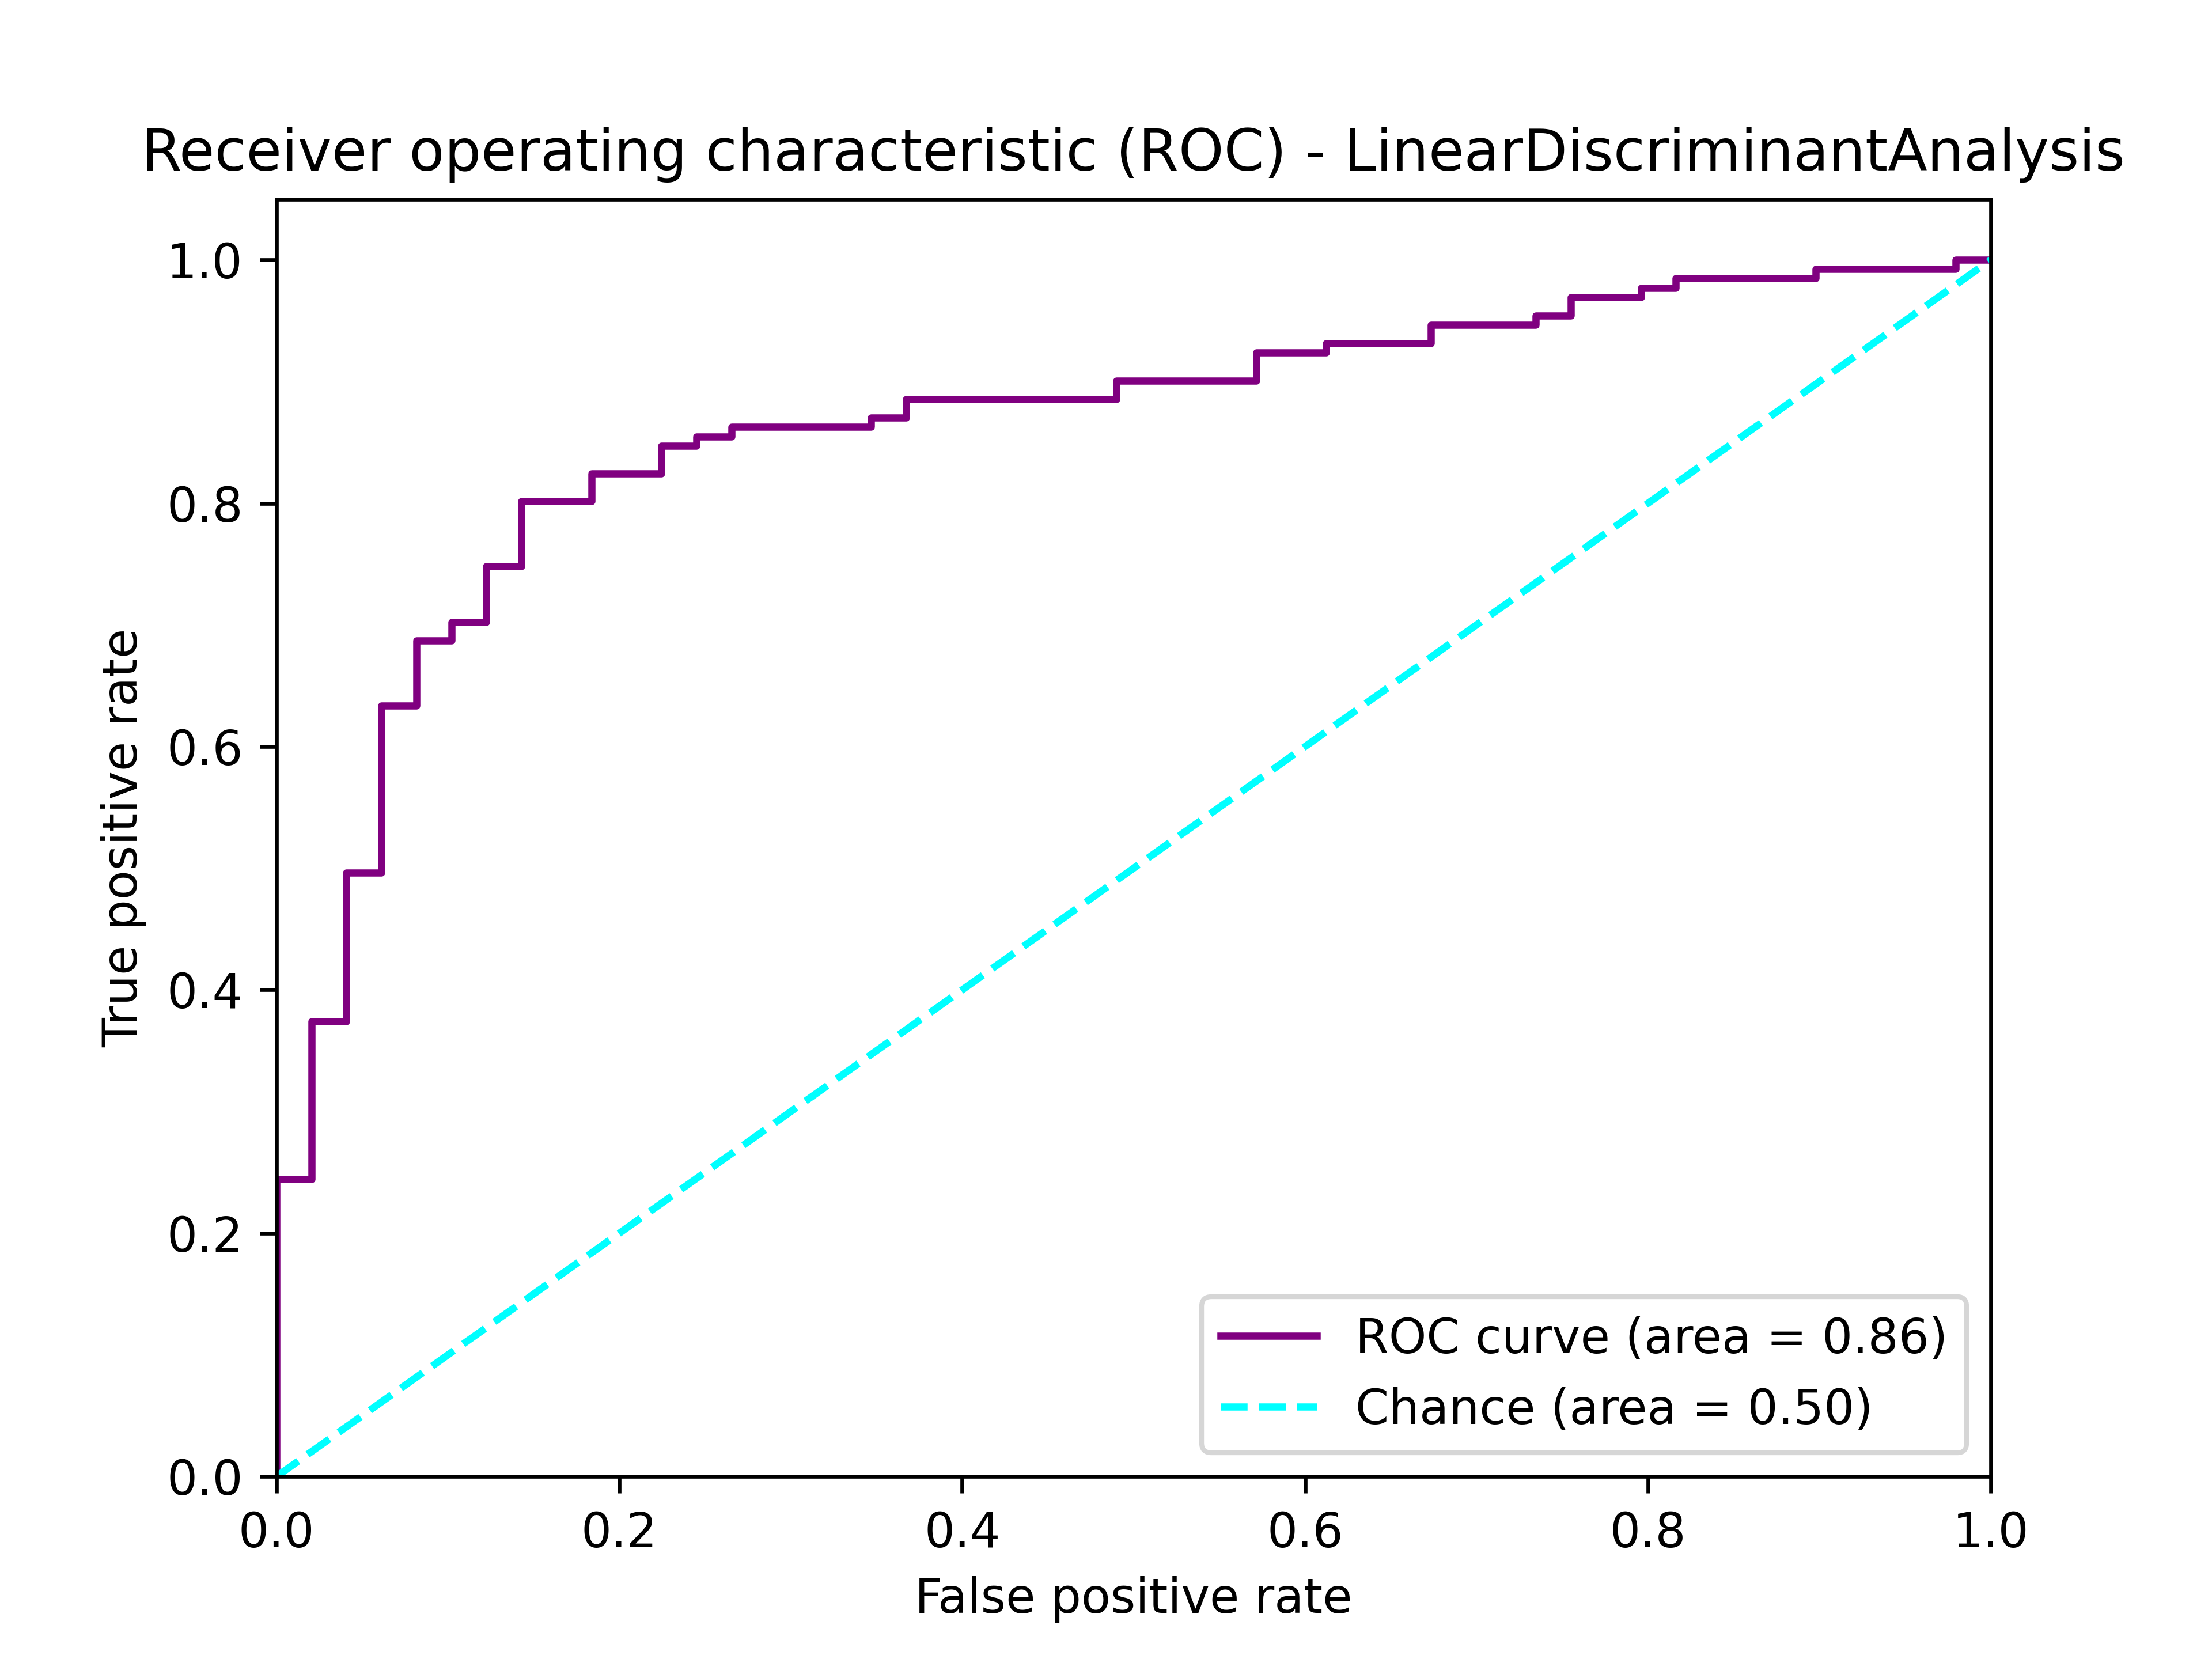 Receiver operating characteristic (ROC) - LinearDiscriminantAnalysis
1.0
0.8
0.6
0.4
0.2
0.0
True positive rate
ROC curve (area = 0.86)
Chance (area = 0.50)
0.0 0.2 0.4 0.6 0.8 1.0
False positive rate